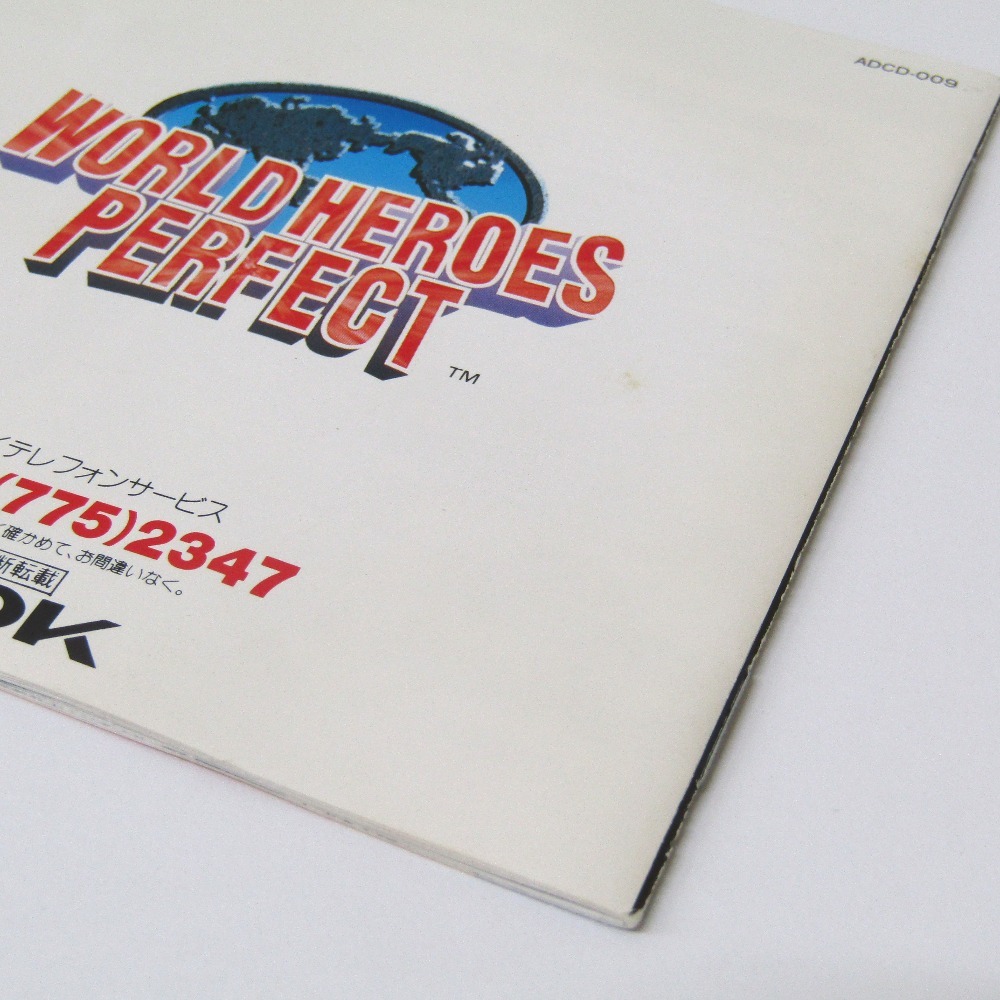 ADCD-009
WORLD HEROES
PERFECT
TM
テレフォンサービス
(775)2347
確かめて、お間違いなく。
断転載
DK